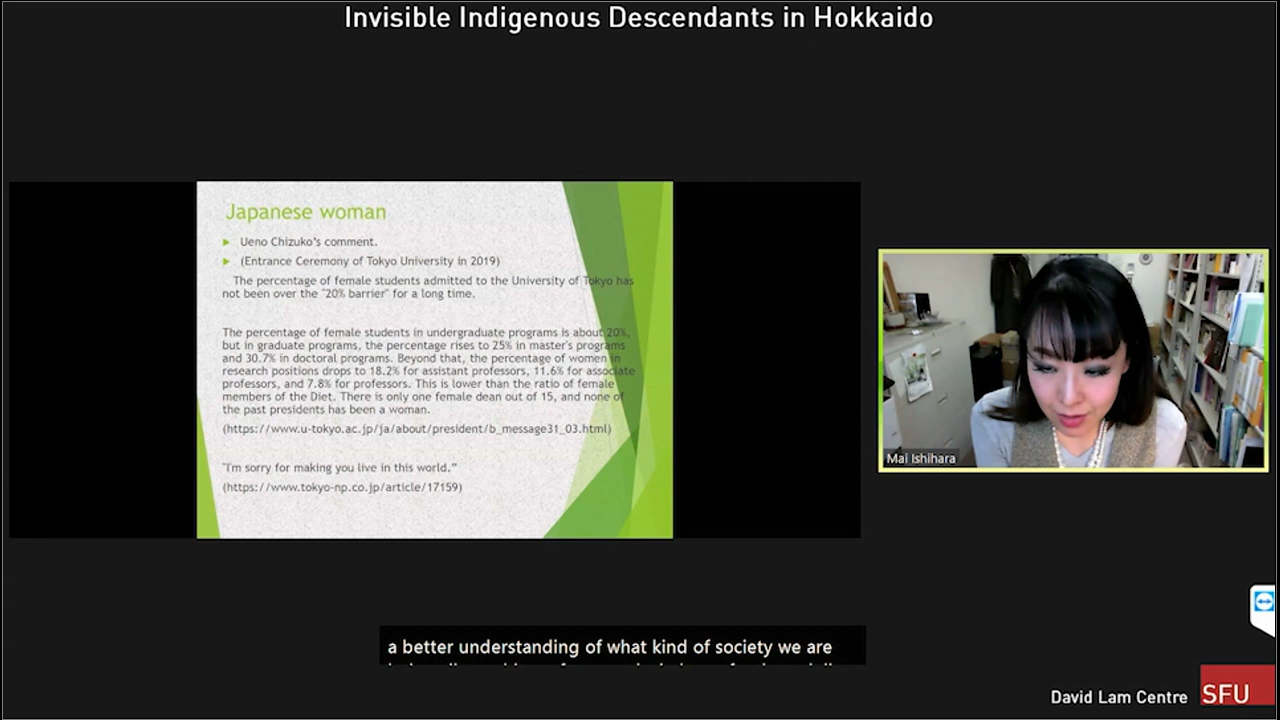 Invisible Indigenous Descendants in Hokkaido
Japanese woman
Ueno Chizuko's comment.
(Entrance Ceremony of Tokyo University in 2019)
The percentage of female students admitted to the University of Tokyo has
not been over the "20% barrier" for a long time.
The percentage of female students in undergraduate programs is about 20%,
but in graduate programs, the percentage rises to 25% in master's programs
and 30.7% in doctoral programs. Beyond that, the percentage of women in
research positions drops to 18.2% for assistant professors, 11.6% for associate
professors, and 7.8% for professors. This is lower than the ratio of female
members of the Diet. There is only one female dean out of 15, and none of
the past presidents has been a woman.
(https://www.u-tokyo.ac.jp/ja/about/president/b_message31_03.html)
"I'm sorry for making you live in this world."
(https://www.tokyo-np.co.jp/article/17159)
Mai Ishihara
a better understanding of what kind of society we are
David Lam Centre
SFU